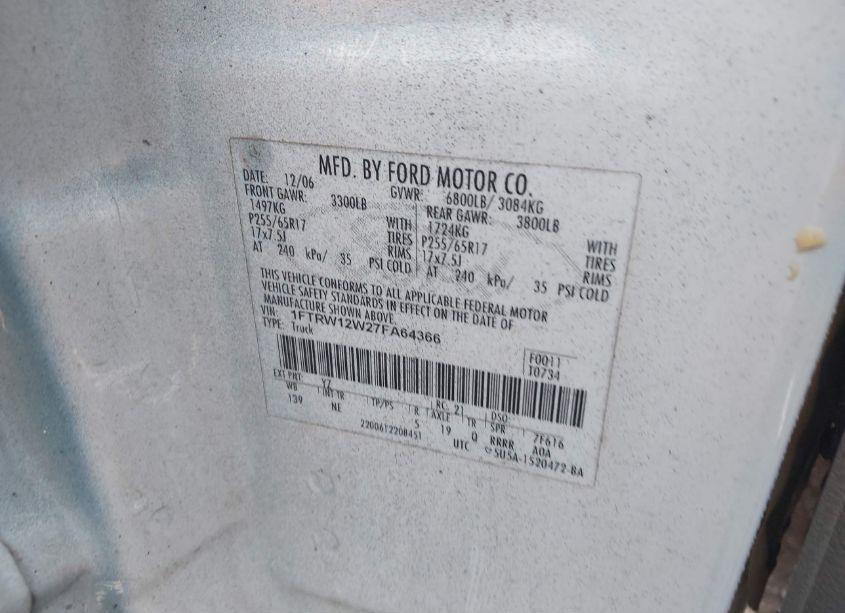 MFD. BY FORD MOTOR CO.
DATE: 12/06 GVWR: 6800LB/ 3084KG
FRONT GAWR: 3300LB REAR GAWR: 3800LB
1497KG WITH 1724KG WITH
P255/65R17 TIRES P255/65R17 TIRES
17x7.5J RIMS 17x7.5J RIMS
AT 240 kPa/ 35 PSI COLD AT 240 kPa/ 35 PSI COLD
THIS VEHICLE CONFORMS TO ALL APPLICABLE FEDERAL MOTOR
VEHICLE SAFETY STANDARDS IN EFFECT ON THE DATE OF
MANUFACTURE SHOWN ABOVE.
VIN: 1FTRW12W27FA64366
TYPE: Truck
F0011
T0734
EXT PNT: YZ RC: 21 DSO:
WB INT TR TP/PS R AXLE TR SPR 7F616
139 NE 5 19 Q RRRR A0A
2200612208451 UTC 5U5A-1520472-BA